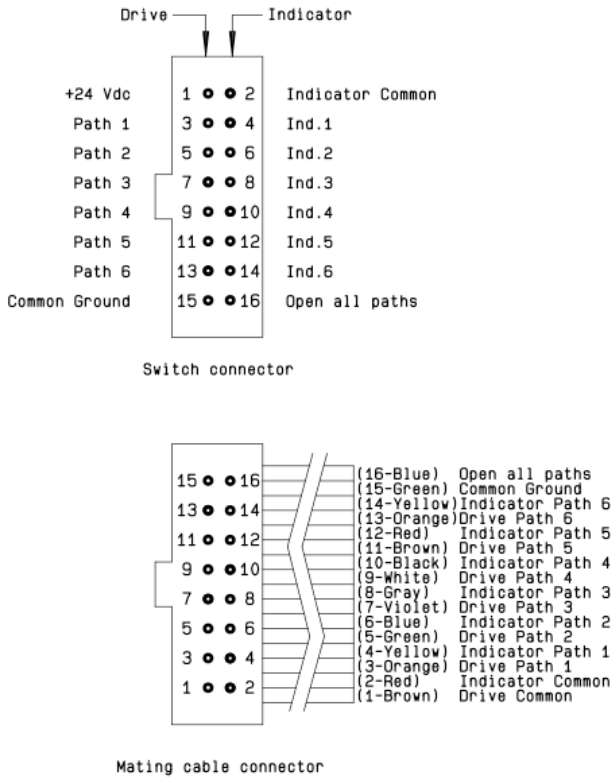 Drive Indicator
+24 Vdc 1 2 Indicator Common
Path 1 3 4 Ind.1
Path 2 5 6 Ind.2
Path 3 7 8 Ind.3
Path 4 9 10 Ind.4
Path 5 11 12 Ind.5
Path 6 13 14 Ind.6
Common Ground 15 16 Open all paths
Switch connector
15 16 (16-Blue) Open all paths
(15-Green) Common Ground
13 14 (14-Yellow) Indicator Path 6
(13-Orange) Drive Path 6
11 12 (12-Red) Indicator Path 5
(11-Brown) Drive Path 5
9 10 (10-Black) Indicator Path 4
(9-White) Drive Path 4
7 8 (8-Gray) Indicator Path 3
(7-Violet) Drive Path 3
5 6 (6-Blue) Indicator Path 2
(5-Green) Drive Path 2
3 4 (4-Yellow) Indicator Path 1
(3-Orange) Drive Path 1
1 2 (2-Red) Indicator Common
(1-Brown) Drive Common
Mating cable connector